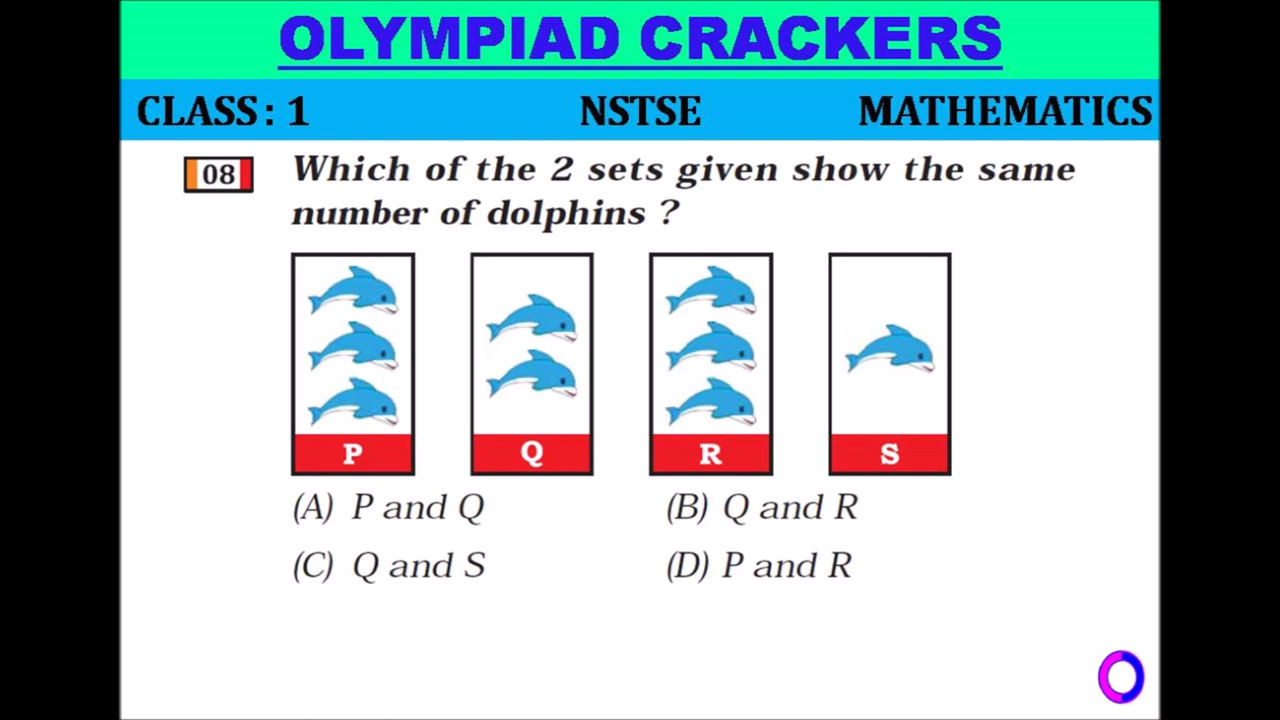 OLYMPIAD CRACKERS
CLASS : 1 NSTSE MATHEMATICS
08 Which of the 2 sets given show the same
number of dolphins ?
P Q R S
(A) P and Q (B) Q and R
(C) Q and S (D) P and R